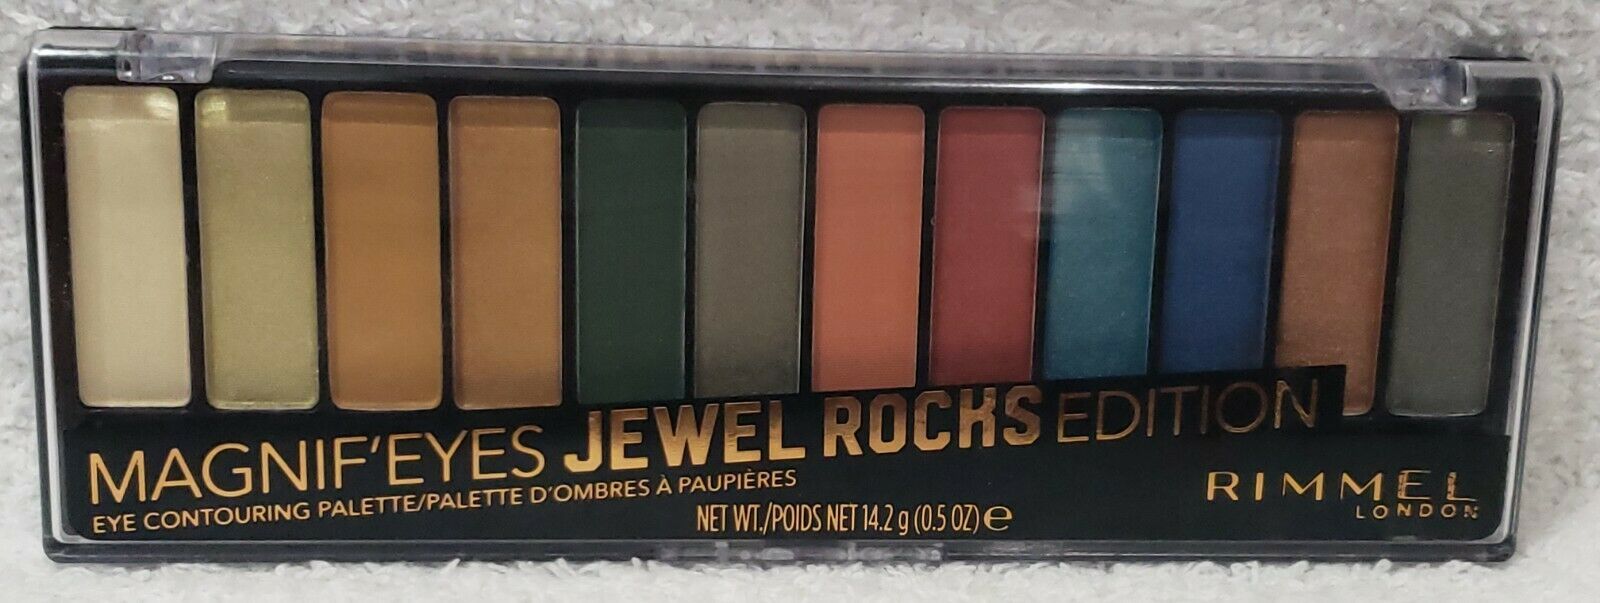 MAGNIF'EYES JEWEL ROCKS EDITION
EYE CONTOURING PALETTE/PALETTE D'OMBRES À PAUPIÈRES
NET WT./POIDS NET 14.2 g (0.5 OZ) e
RIMMEL
LONDON